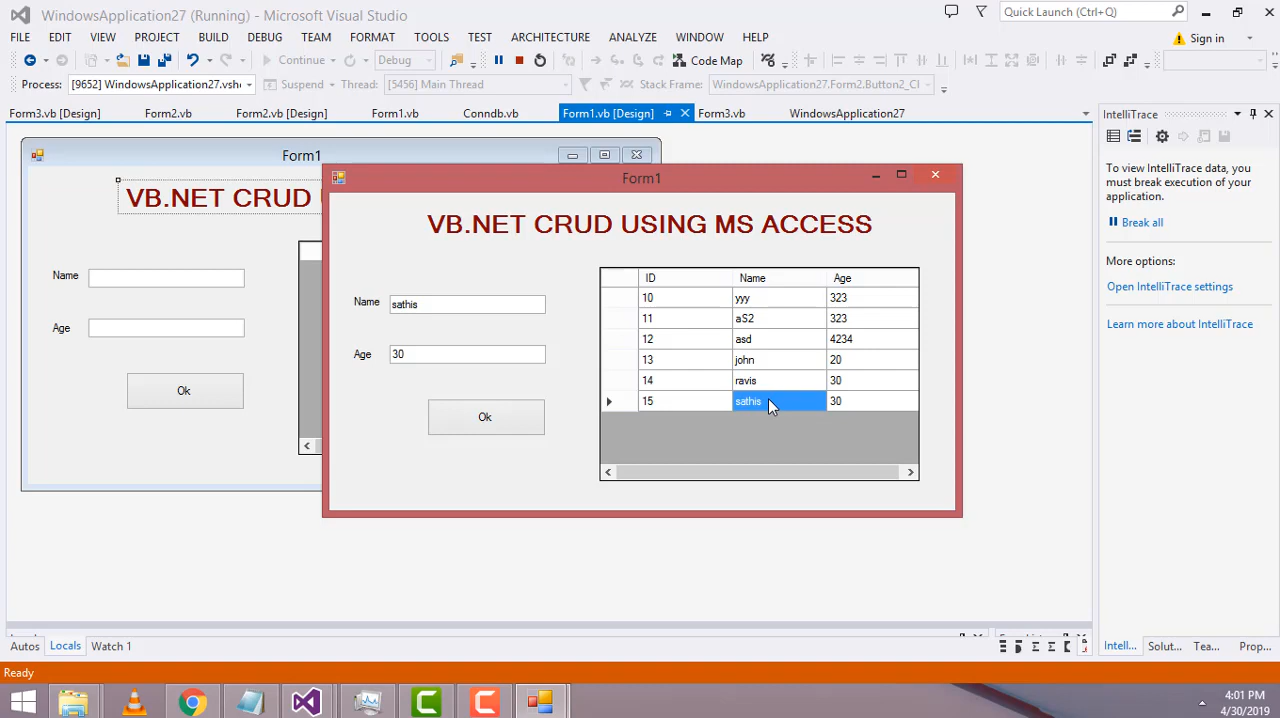 WindowsApplication27 (Running) - Microsoft Visual Studio
Quick Launch (Ctrl+Q)
FILE EDIT VIEW PROJECT BUILD DEBUG TEAM FORMAT TOOLS TEST ARCHITECTURE ANALYZE WINDOW HELP
Sign in
Continue Debug Code Map
Process: [9652] WindowsApplication27.vshc Suspend Thread: [5456] Main Thread Stack Frame: WindowsApplication27.Form2.Button2_Cl
Form3.vb [Design] Form2.vb Form2.vb [Design] Form1.vb Conndb.vb Form1.vb [Design] Form3.vb WindowsApplication27
IntelliTrace
Form1
VB.NET CRUD U
Name
Age
Ok
Form1
VB.NET CRUD USING MS ACCESS
Name sathis
Age 30
Ok
ID Name Age
10 yyy 323
11 aS2 323
12 asd 4234
13 john 20
14 ravis 30
15 sathis 30
To view IntelliTrace data, you
must break execution of your
application.
Break all
More options:
Open IntelliTrace settings
Learn more about IntelliTrace
Autos Locals Watch 1
Intell... Solut... Tea... Prop...
Ready
4:01 PM
4/30/2019